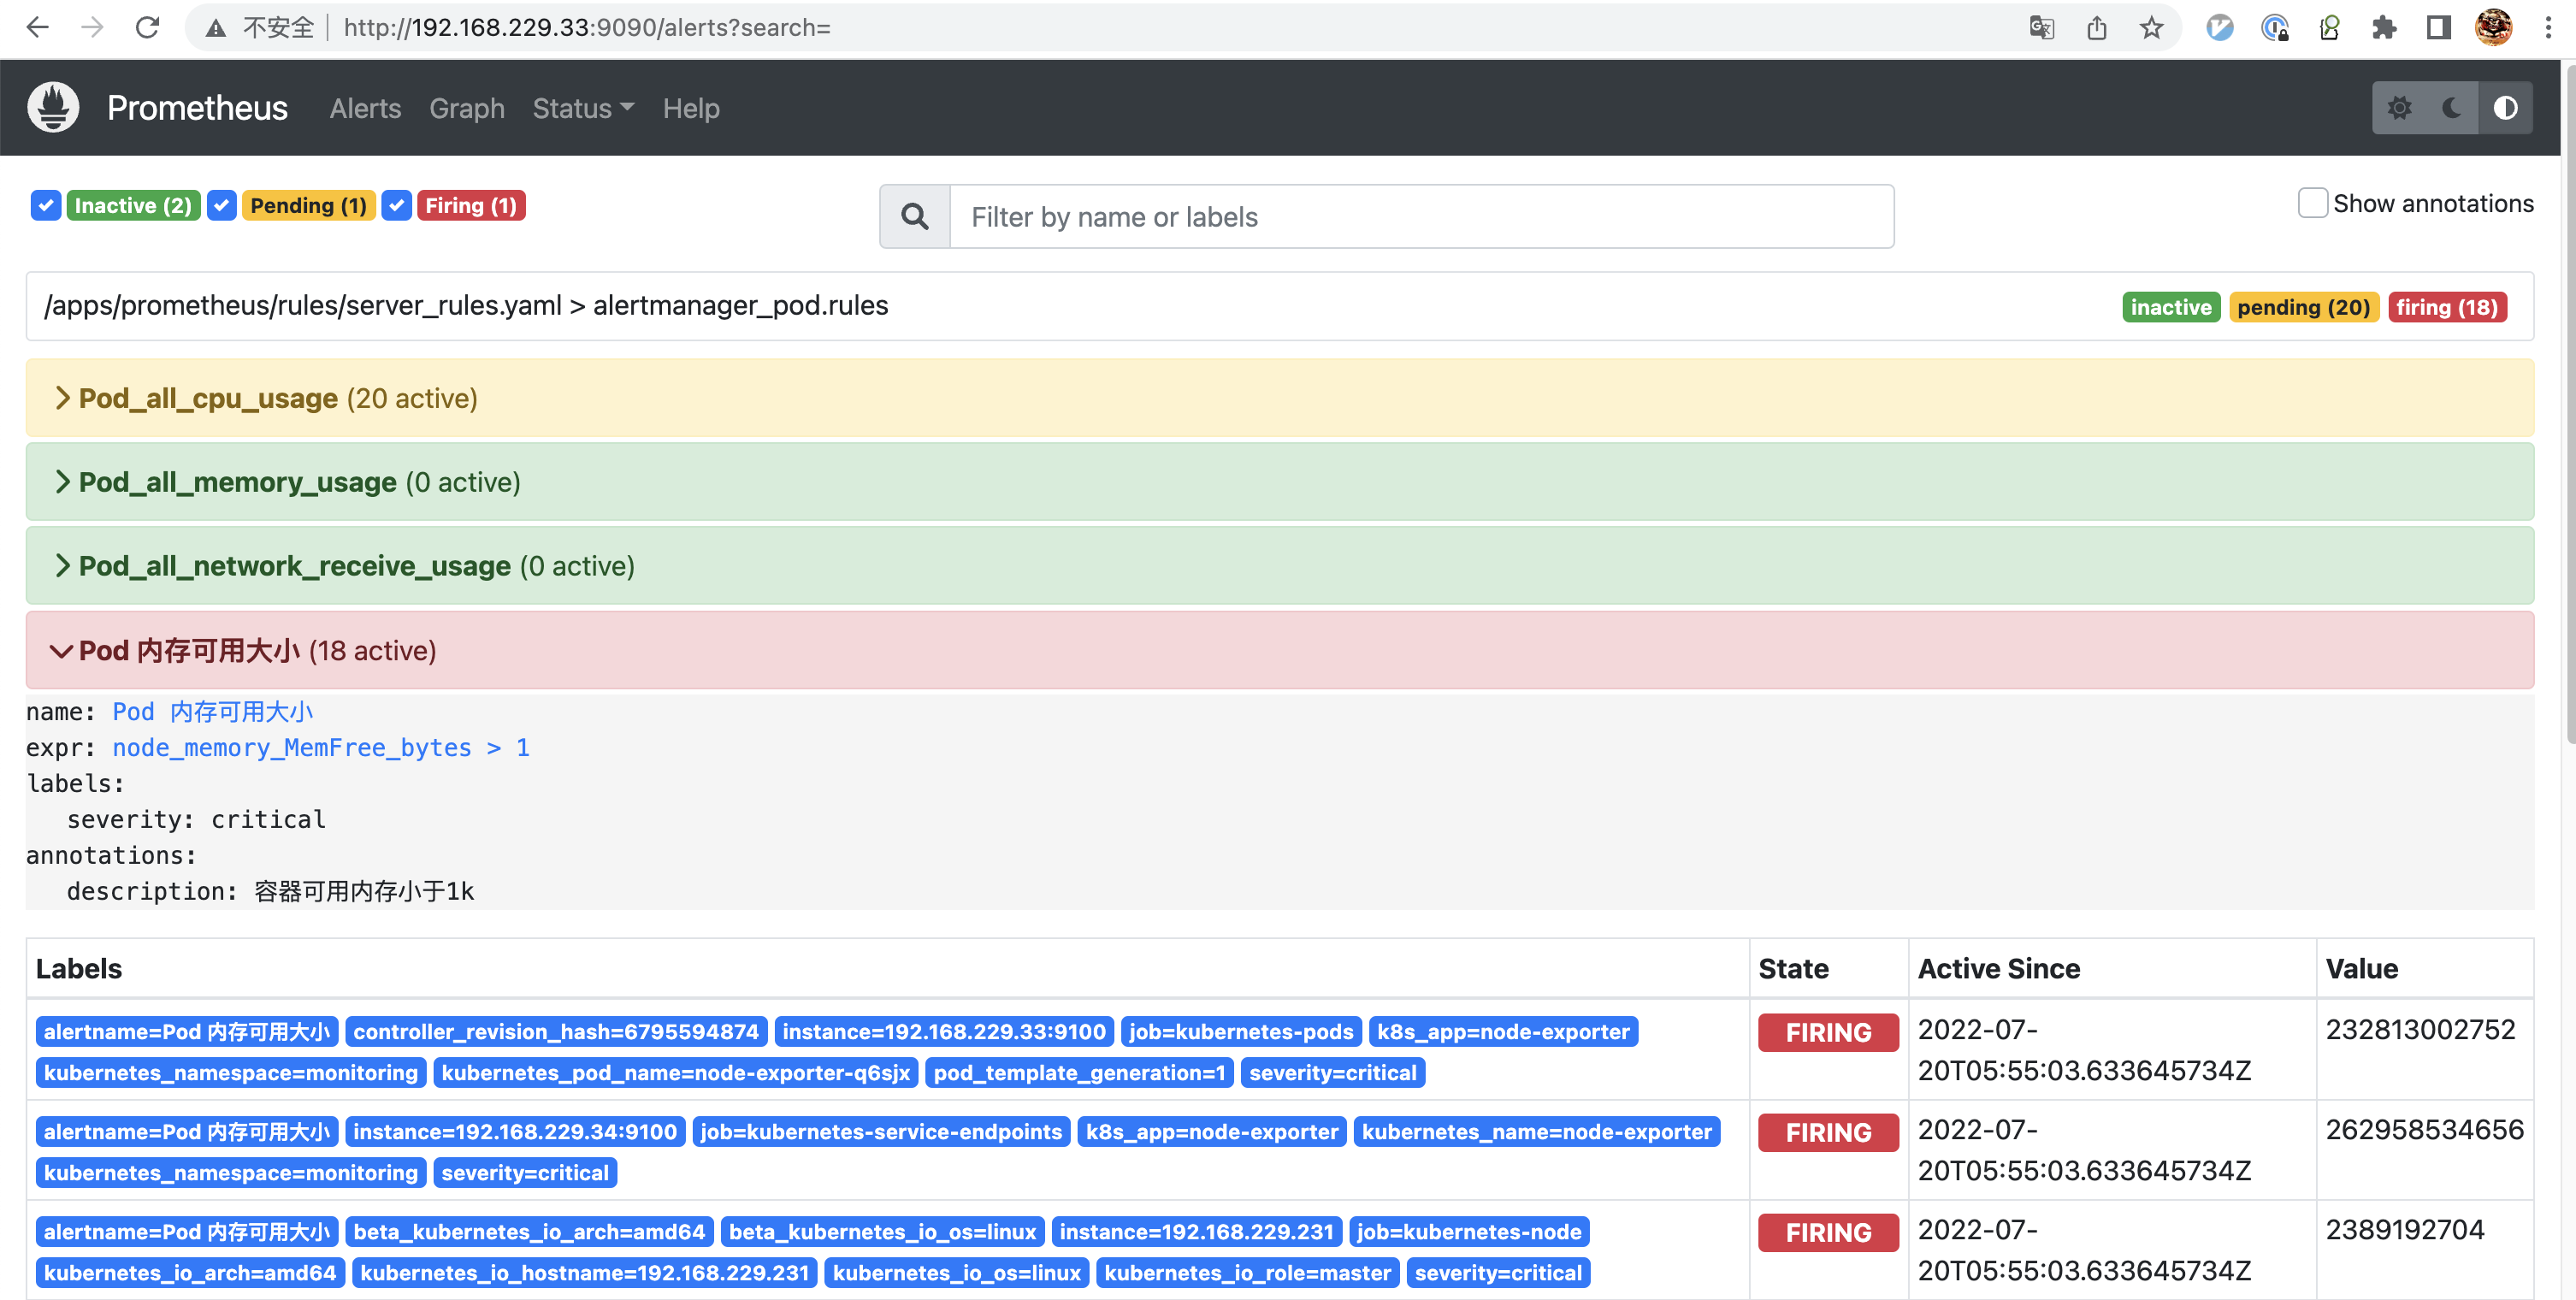 不安全 http://192.168.229.33:9090/alerts?search=
Prometheus Alerts Graph Status Help
Inactive (2) Pending (1) Firing (1) Filter by name or labels Show annotations
/apps/prometheus/rules/server_rules.yaml > alertmanager_pod.rules inactive pending (20) firing (18)
Pod_all_cpu_usage (20 active)
Pod_all_memory_usage (0 active)
Pod_all_network_receive_usage (0 active)
Pod 内存可用大小 (18 active)
name: Pod 内存可用大小
expr: node_memory_MemFree_bytes > 1
labels:
severity: critical
annotations:
description: 容器可用内存小于1k
Labels State Active Since Value
alertname=Pod 内存可用大小 controller_revision_hash=6795594874 instance=192.168.229.33:9100 job=kubernetes-pods k8s_app=node-exporter FIRING 2022-07- 232813002752
kubernetes_namespace=monitoring kubernetes_pod_name=node-exporter-q6sjx pod_template_generation=1 severity=critical 20T05:55:03.633645734Z
alertname=Pod 内存可用大小 instance=192.168.229.34:9100 job=kubernetes-service-endpoints k8s_app=node-exporter kubernetes_name=node-exporter FIRING 2022-07- 262958534656
kubernetes_namespace=monitoring severity=critical 20T05:55:03.633645734Z
alertname=Pod 内存可用大小 beta_kubernetes_io_arch=amd64 beta_kubernetes_io_os=linux instance=192.168.229.231 job=kubernetes-node FIRING 2022-07- 2389192704
kubernetes_io_arch=amd64 kubernetes_io_hostname=192.168.229.231 kubernetes_io_os=linux kubernetes_io_role=master severity=critical 20T05:55:03.633645734Z